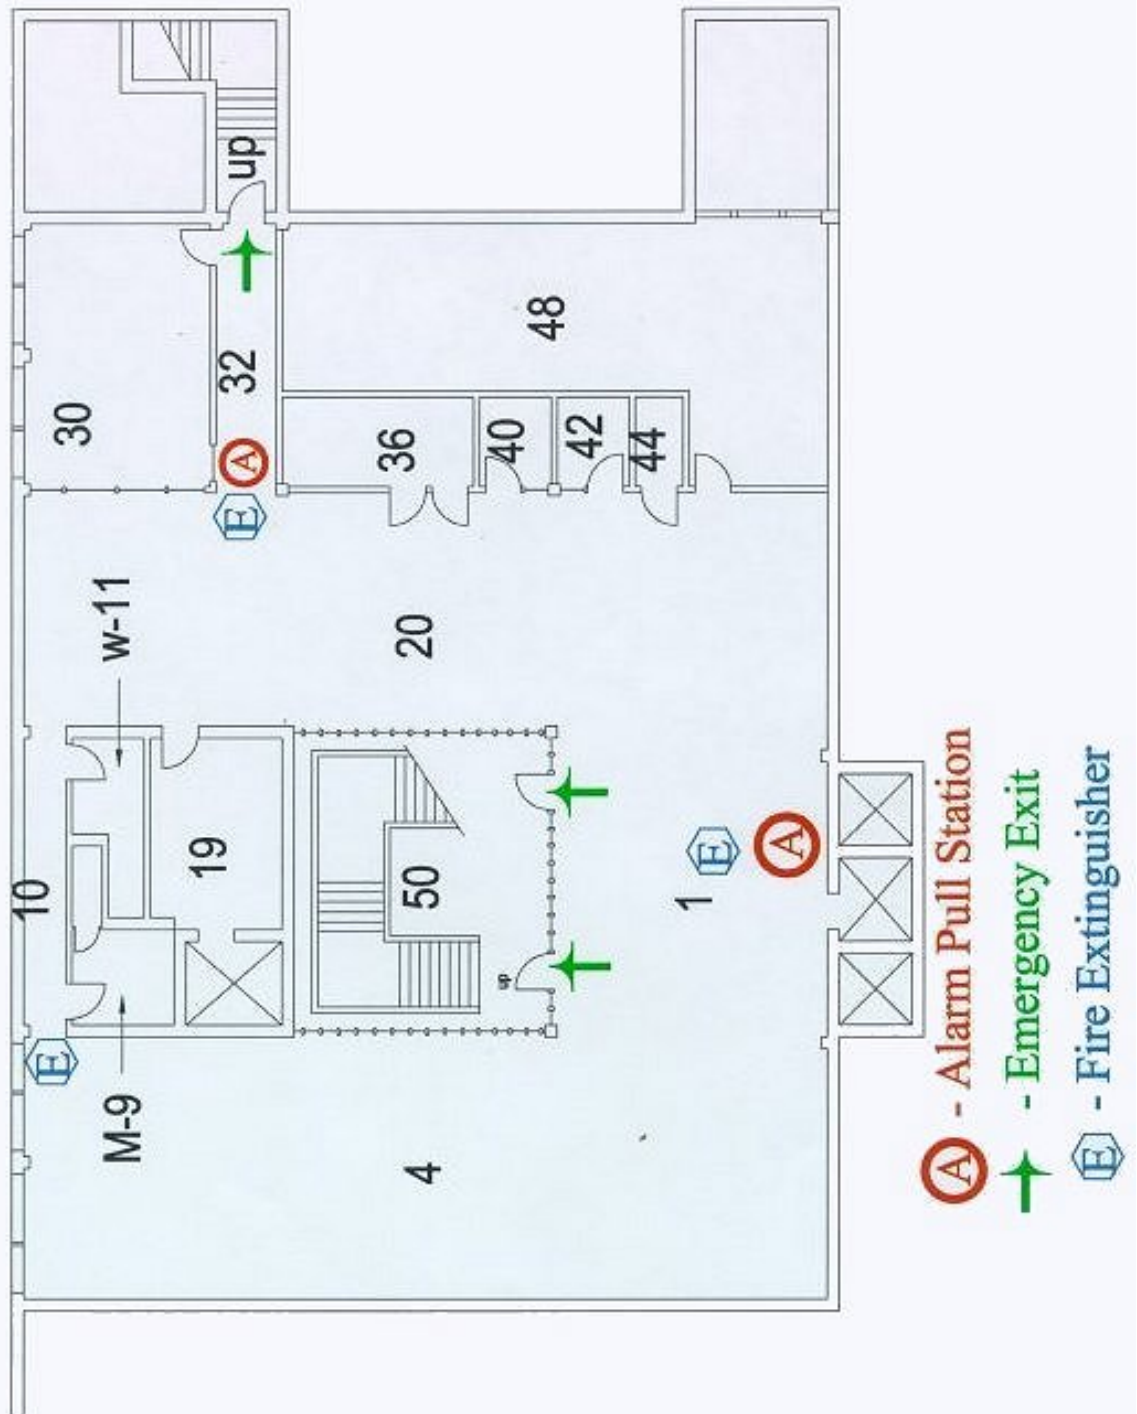 up
30
32
48
A
E
36
40
42
44
w-11
20
10
19
50
up
E
A
1
E
M-9
4
A - Alarm Pull Station
- Emergency Exit
E - Fire Extinguisher